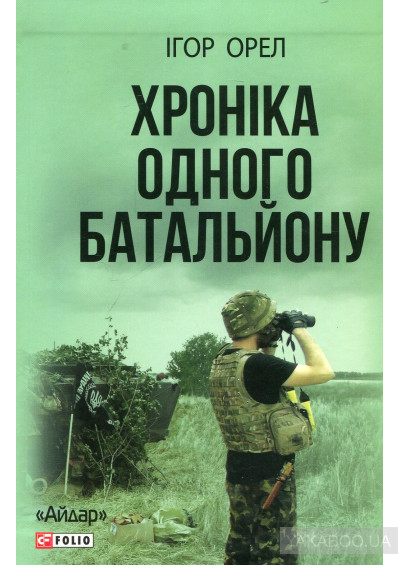 ІГОР ОРЕЛ
ХРОНІКА
ОДНОГО
БАТАЛЬЙОНУ
«Айдар»
FOLIO
YAKABOO.UA